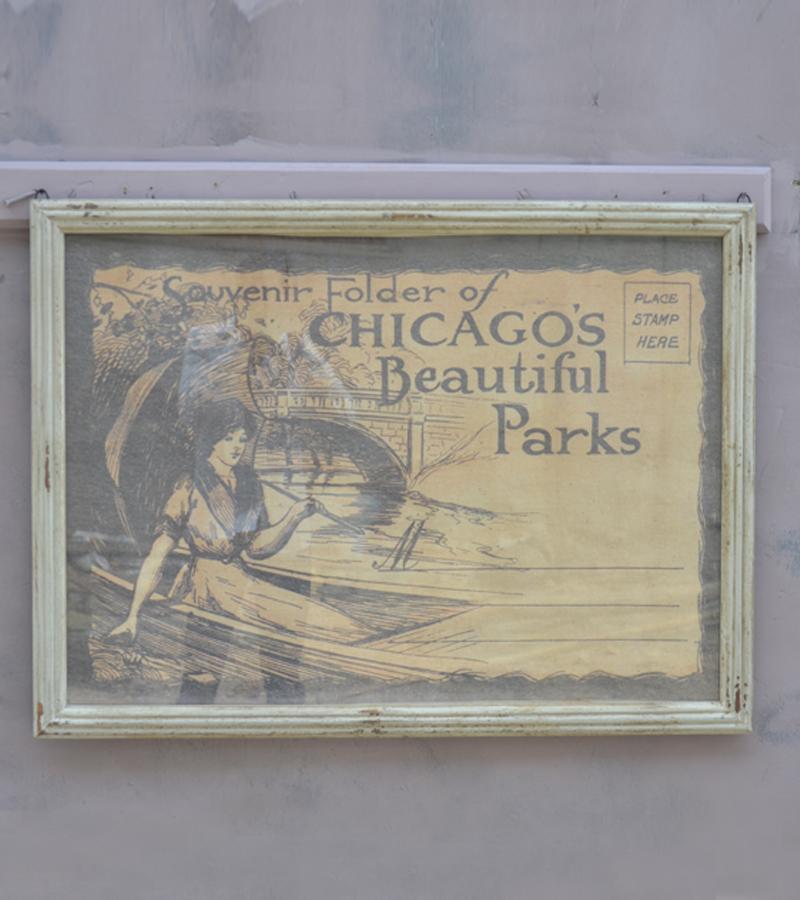 Souvenir Folder of
CHICAGO'S
Beautiful
Parks
PLACE
STAMP
HERE
M